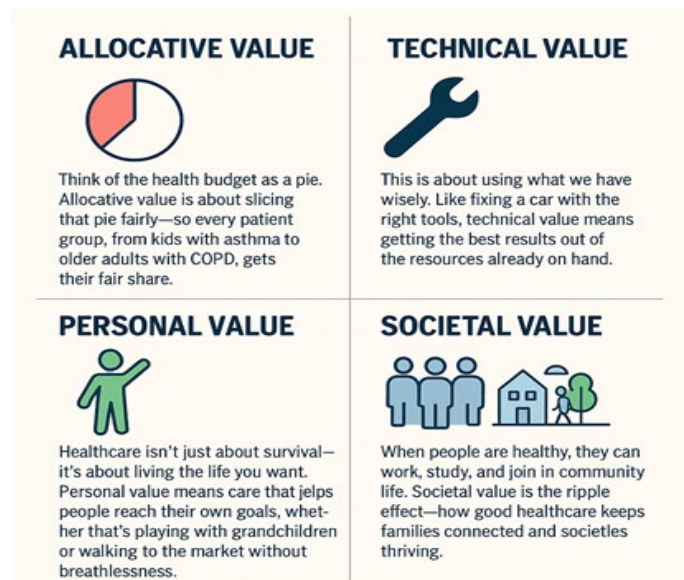 ALLOCATIVE VALUE
Think of the health budget as a pie.
Allocative value is about slicing
that pie fairly—so every patient
group, from kids with asthma to
older adults with COPD, gets
their fair share.
TECHNICAL VALUE
This is about using what we have
wisely. Like fixing a car with the
right tools, technical value means
getting the best results out of
the resources already on hand.
PERSONAL VALUE
Healthcare isn't just about survival—
it's about living the life you want.
Personal value means care that jelps
people reach their own goals, whet-
her that's playing with grandchildren
or walking to the market without
breathlessness.
SOCIETAL VALUE
When people are healthy, they can
work, study, and join in community
life. Societal value is the ripple
effect—how good healthcare keeps
families connected and societles
thriving.